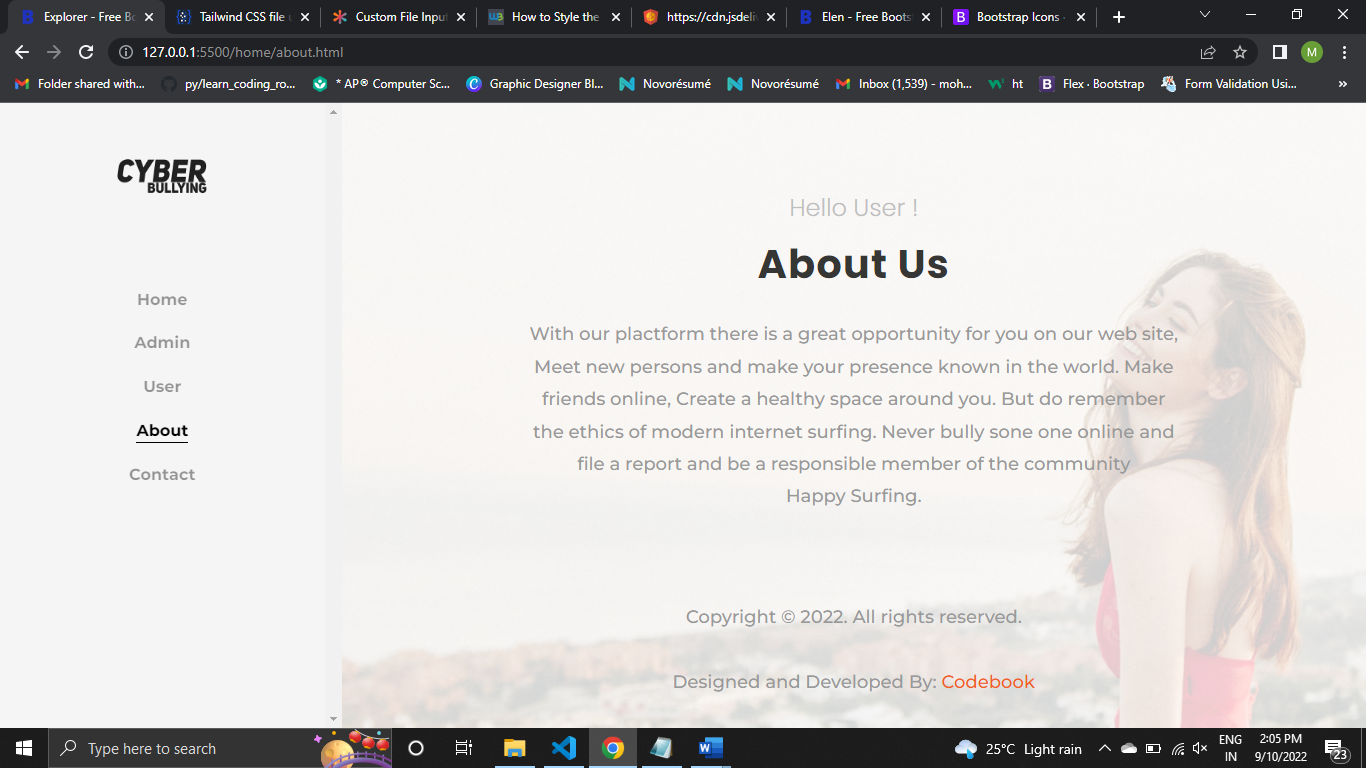 Explorer - Free Bo
Tailwind CSS file u
Custom File Input
How to Style the
https://cdn.jsdeli
Elen - Free Boots
Bootstrap Icons
127.0.0.1:5500/home/about.html
M
Folder shared with...
py/learn_coding_ro...
* AP® Computer Sc...
Graphic Designer Bl...
Novorésumé
Novorésumé
Inbox (1,539) - moh...
ht
Flex · Bootstrap
Form Validation Usi...
CYBER
BULLYING
Home
Admin
User
About
Contact
Hello User !
About Us
With our plactform there is a great opportunity for you on our web site,
Meet new persons and make your presence known in the world. Make
friends online, Create a healthy space around you. But do remember
the ethics of modern internet surfing. Never bully sone one online and
file a report and be a responsible member of the community
Happy Surfing.
Copyright © 2022. All rights reserved.
Designed and Developed By: Codebook
Type here to search
25°C Light rain
ENG
IN
2:05 PM
9/10/2022
23